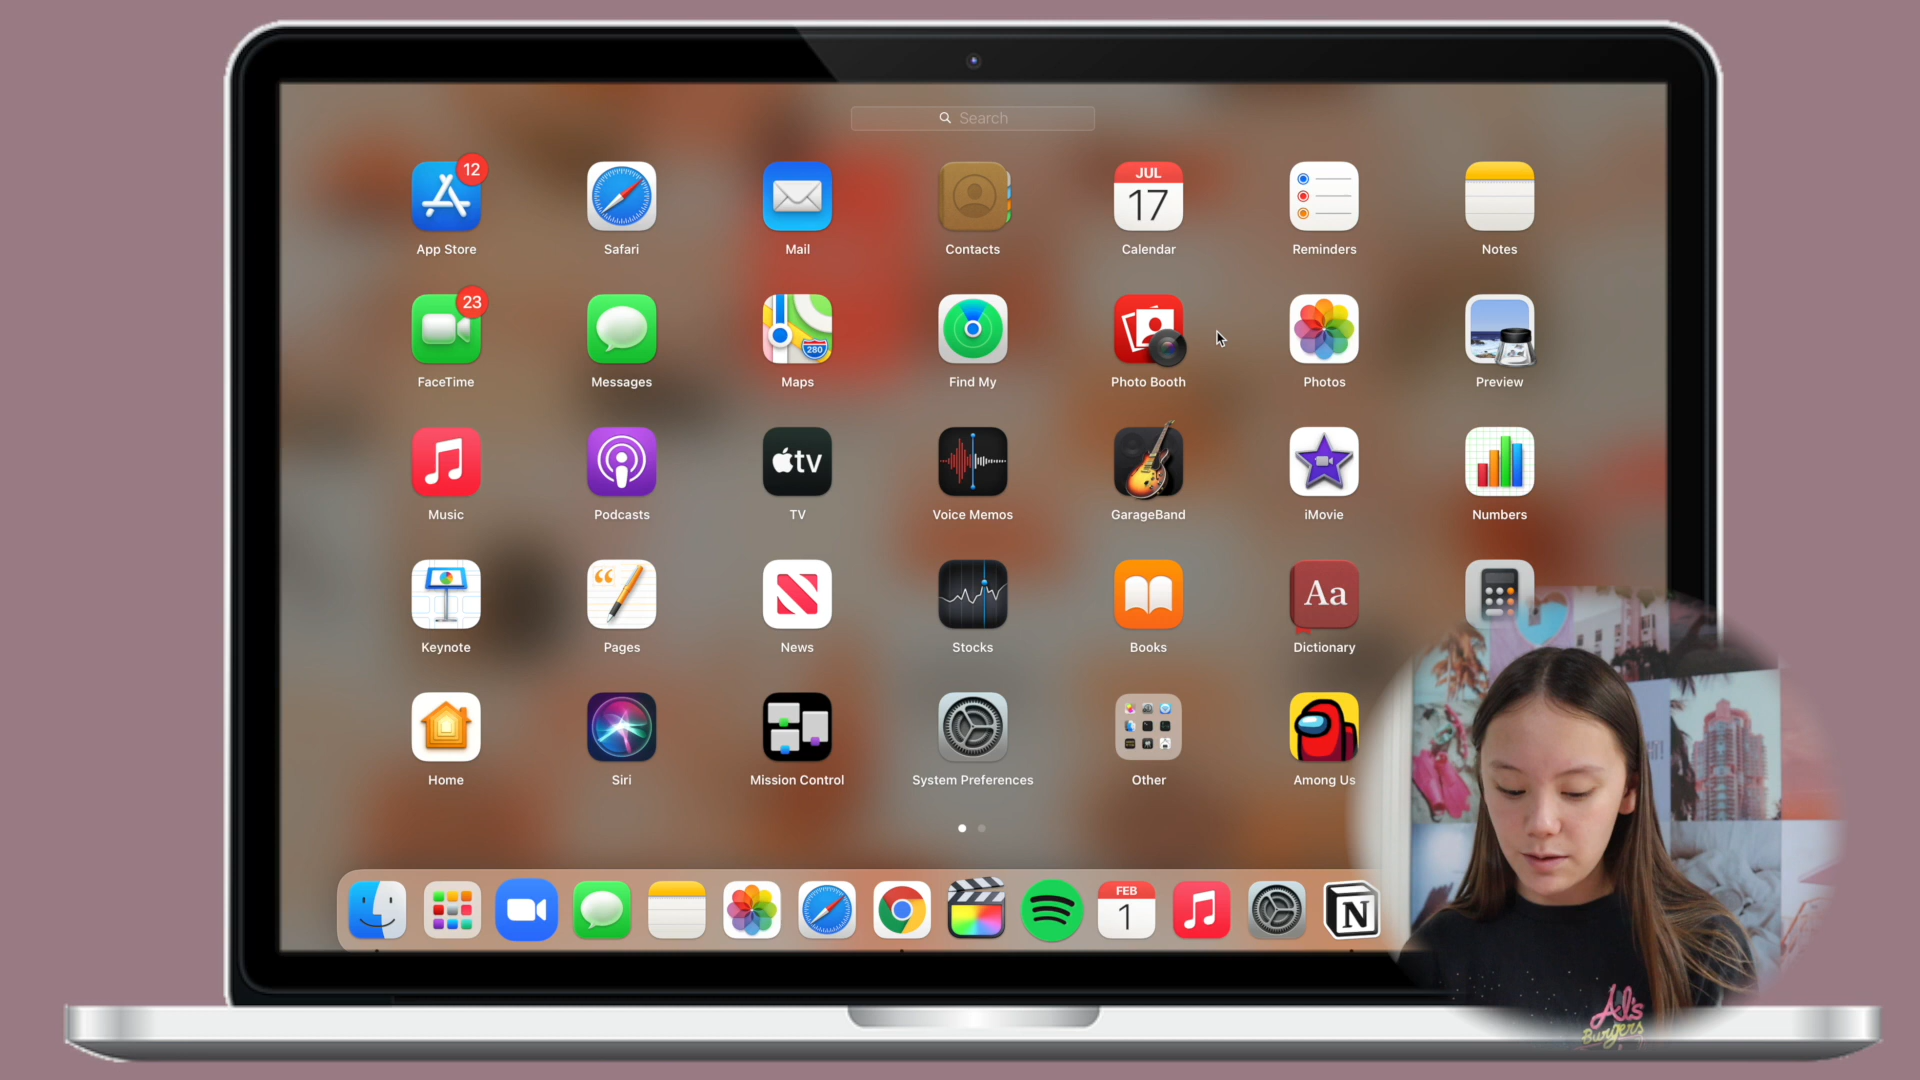 Search
12
App Store
Safari
Mail
Contacts
JUL
17
Calendar
Reminders
Notes
23
FaceTime
Messages
280
Maps
Find My
Photo Booth
Photos
Preview
Music
Podcasts
tv
TV
Voice Memos
GarageBand
iMovie
Numbers
Keynote
Pages
News
Stocks
Books
Aa
Dictionary
Home
Siri
Mission Control
System Preferences
Other
Among Us
FEB
1
N
Al's
Burgers